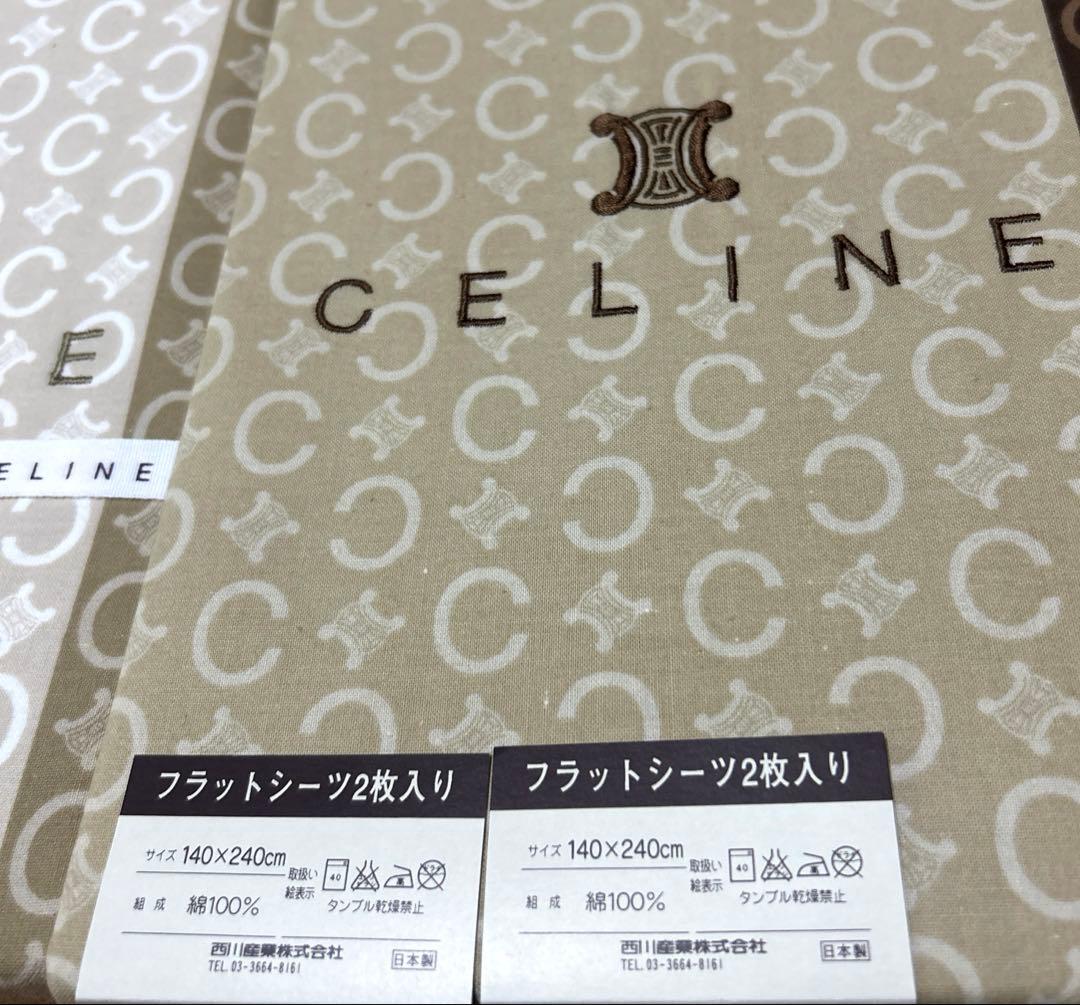 C E L I N E
E
E L I N E
フラットシーツ2枚入り
サイズ 140×240cm
取扱い
絵表示
40
タンブル乾燥禁止
組成 綿100%
西川産業株式会社
TEL.03-3664-8161
日本製
フラットシーツ2枚入り
サイズ 140×240cm
取扱い
絵表示
40
タンブル乾燥禁止
組成 綿100%
西川産業株式会社
TEL.03-3664-8161
日本製